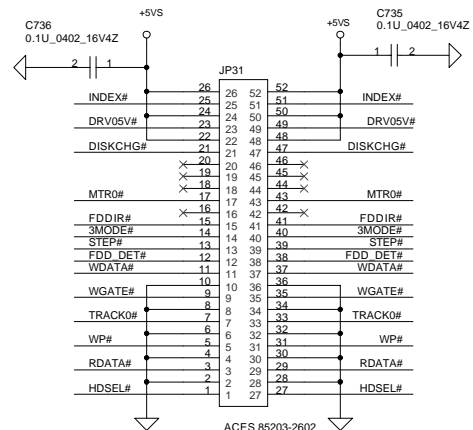 C736
0.1U_0402_16V4Z
+5VS
+5VS
C735
0.1U_0402_16V4Z
2 1
1 2
JP31
26 26 52 52
INDEX# 25 25 51 51 INDEX#
24 24 50 50
DRV05V# 23 23 49 49 DRV05V#
22 22 48 48
DISKCHG# 21 21 47 47 DISKCHG#
20 20 46 46
19 19 45 45
18 18 44 44
MTR0# 17 17 43 43 MTR0#
16 16 42 42
FDDIR# 15 15 41 41 FDDIR#
3MODE# 14 14 40 40 3MODE#
STEP# 13 13 39 39 STEP#
FDD_DET# 12 12 38 38 FDD_DET#
WDATA# 11 11 37 37 WDATA#
10 10 36 36
WGATE# 9 9 35 35 WGATE#
8 8 34 34
TRACK0# 7 7 33 33 TRACK0#
6 6 32 32
WP# 5 5 31 31 WP#
4 4 30 30
RDATA# 3 3 29 29 RDATA#
2 2 28 28
HDSEL# 1 1 27 27 HDSEL#
ACES 85203-2602